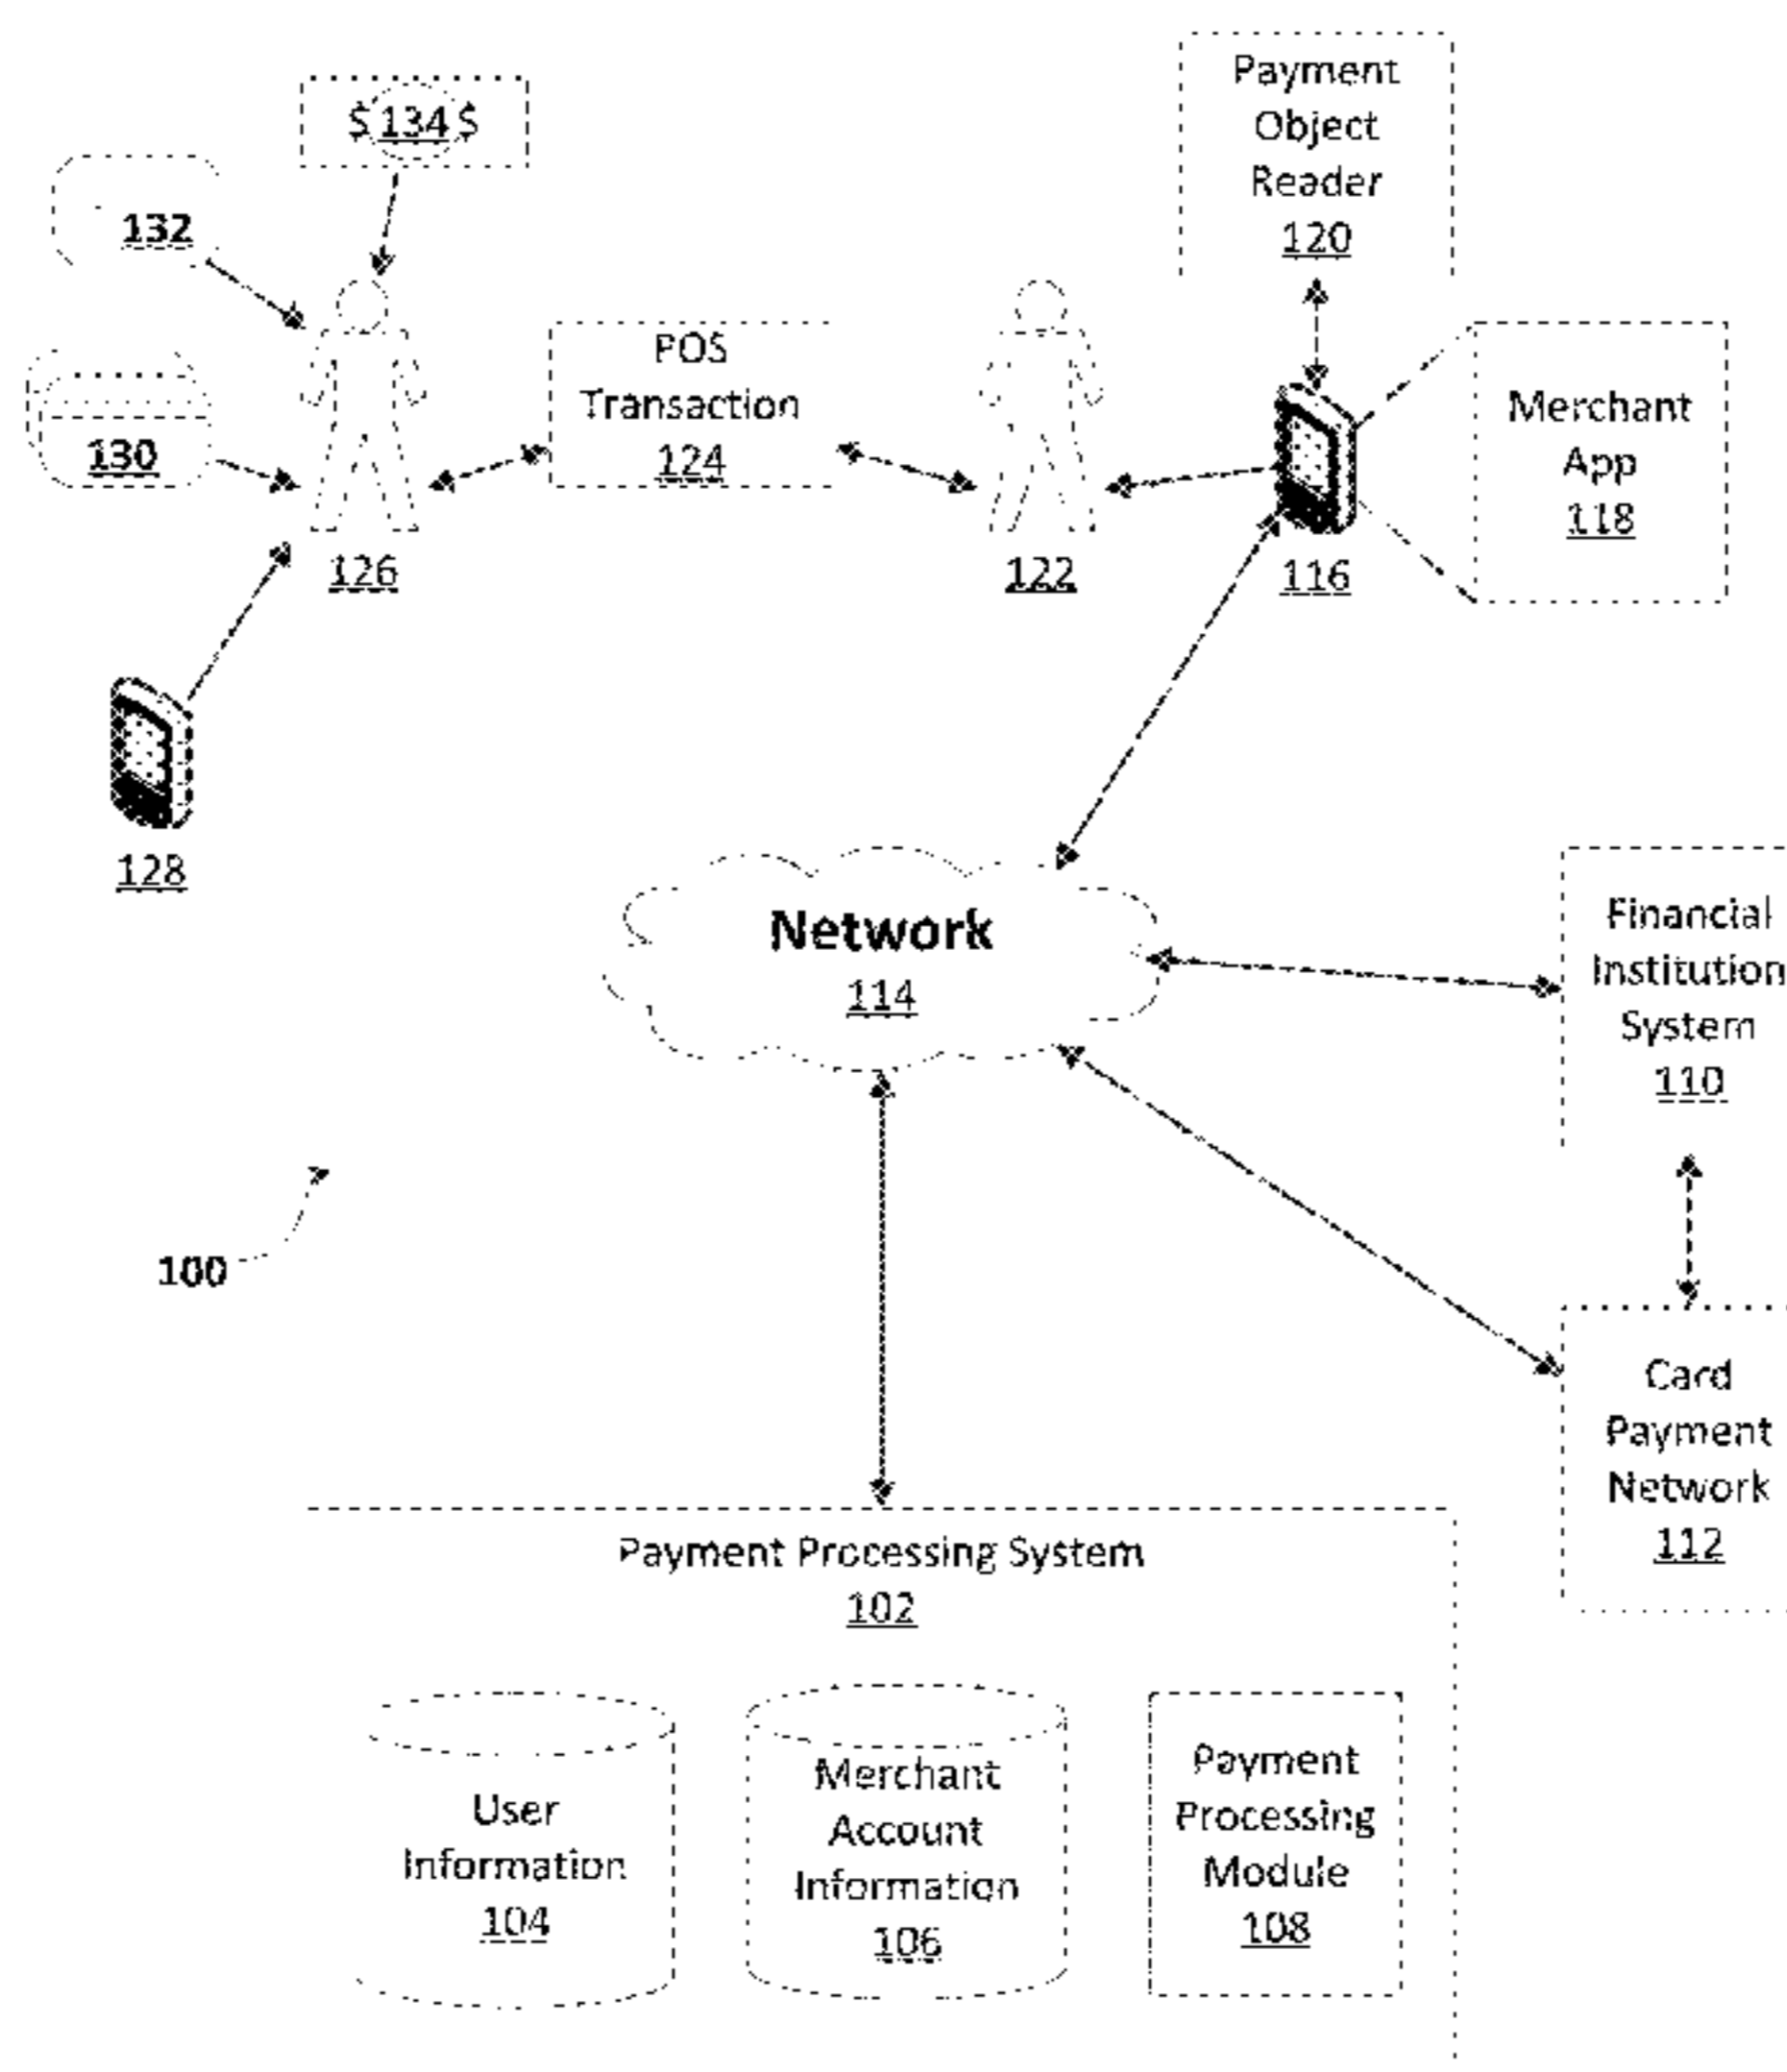 Payment
Object
Reader
120
$ 134 $
132
130
126
POS
Transaction
124
122
116
Merchant
App
118
128
Network
114
Financial
Institution
System
110
100
Card
Payment
Network
112
Payment Processing System
102
User
Information
104
Merchant
Account
Information
106
Payment
Processing
Module
108